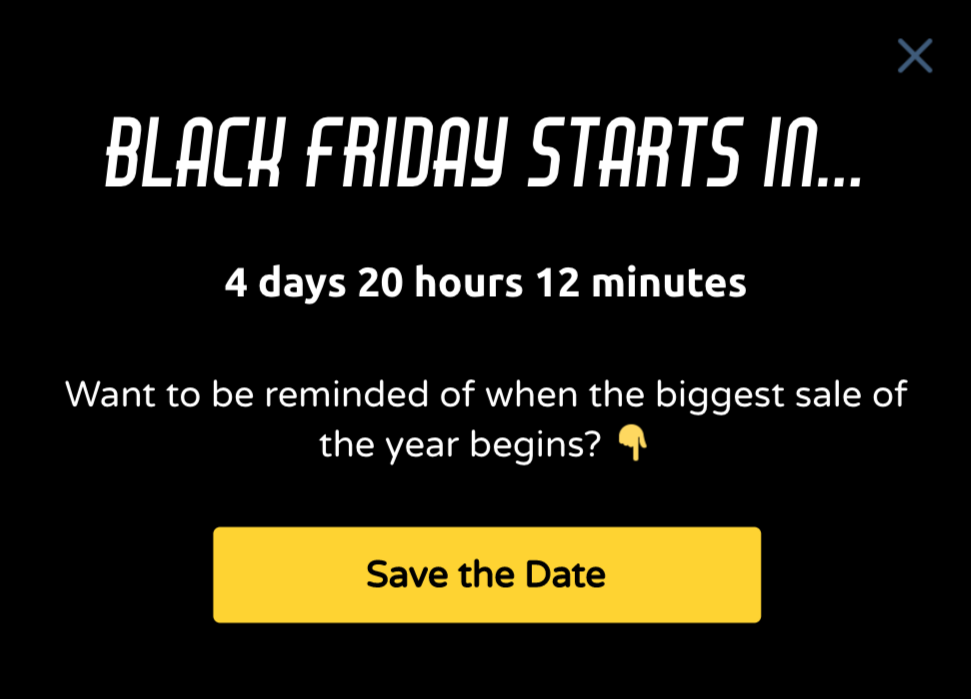 BLACK FRIDAY STARTS IN...
4 days 20 hours 12 minutes
Want to be reminded of when the biggest sale of
the year begins? 👇
Save the Date